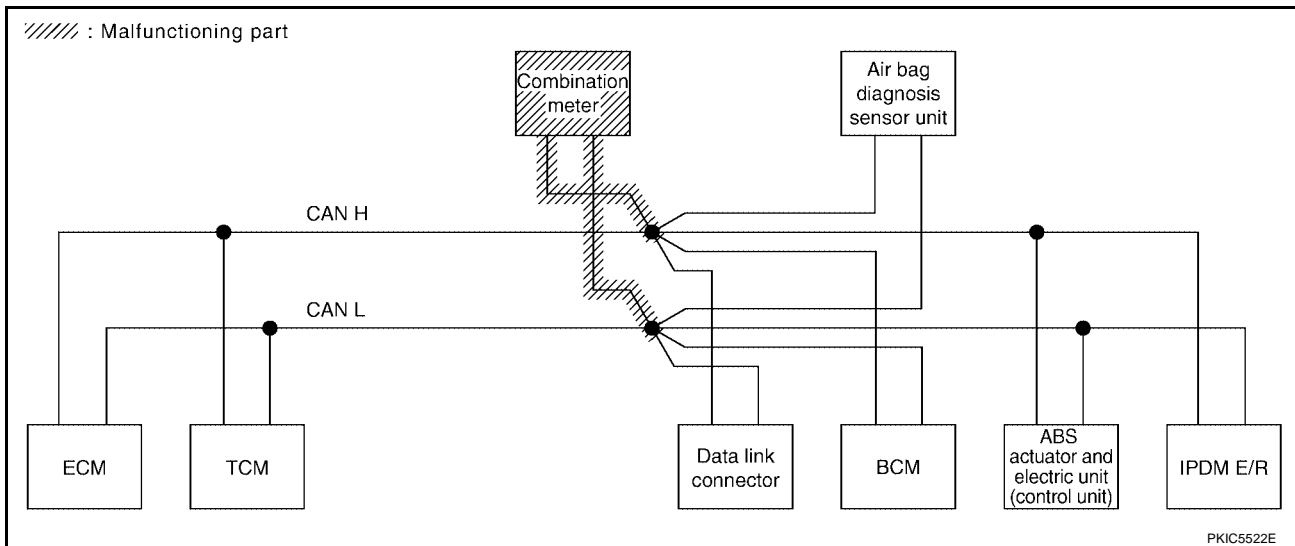 : Malfunctioning part
Combination
meter
Air bag
diagnosis
sensor unit
CAN H
CAN L
ECM
TCM
Data link
connector
BCM
ABS
actuator and
electric unit
(control unit)
IPDM E/R
PKIC5522E